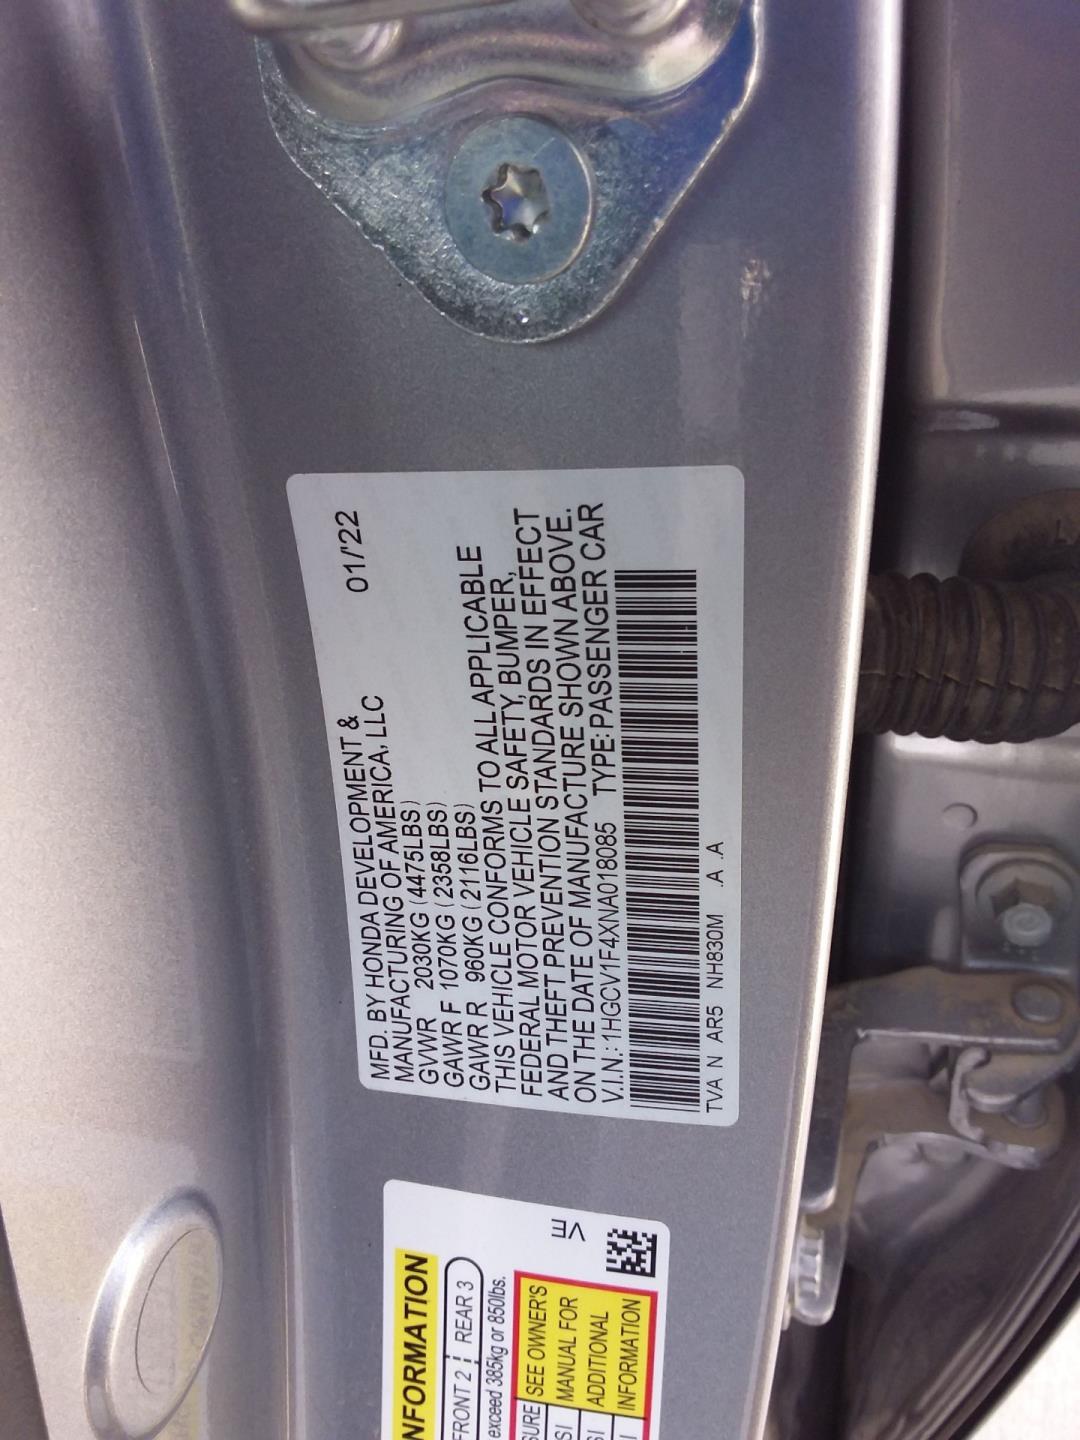 MFD. BY HONDA DEVELOPMENT &
MANUFACTURING OF AMERICA, LLC 01/'22
GVWR 2030KG (4475LBS)
GAWR F 1070KG (2358LBS)
GAWR R 960KG (2116LBS)
THIS VEHICLE CONFORMS TO ALL APPLICABLE
FEDERAL MOTOR VEHICLE SAFETY, BUMPER,
AND THEFT PREVENTION STANDARDS IN EFFECT
ON THE DATE OF MANUFACTURE SHOWN ABOVE.
V.I.N.: 1HGCV1F4XNA018085 TYPE: PASSENGER CAR
TVA N AR5 NH830M .A .A
VE
NFORMATION
FRONT 2 REAR 3
exceed 385kg or 850lbs.
SEE OWNER'S
MANUAL FOR
ADDITIONAL
INFORMATION